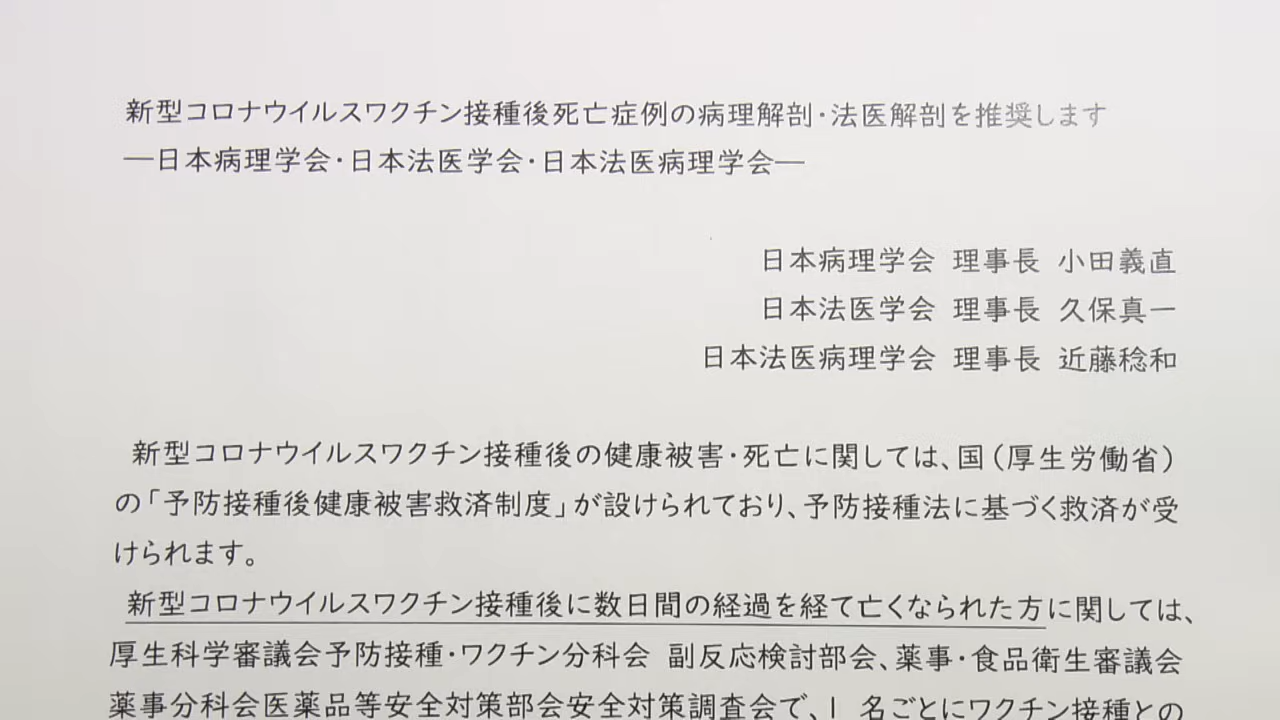 新型コロナウイルスワクチン接種後死亡症例の病理解剖・法医解剖を推奨します
―日本病理学会・日本法医学会・日本法医病理学会―
日本病理学会 理事長 小田義直
日本法医学会 理事長 久保真一
日本法医病理学会 理事長 近藤稔和
新型コロナウイルスワクチン接種後の健康被害・死亡に関しては、国（厚生労働省）
の「予防接種後健康被害救済制度」が設けられており、予防接種法に基づく救済が受
けられます。
新型コロナウイルスワクチン接種後に数日間の経過を経て亡くなられた方に関しては、
厚生科学審議会予防接種・ワクチン分科会 副反応検討部会、薬事・食品衛生審議会
薬事分科会医薬品等安全対策部会安全対策調査会で、1 名ごとにワクチン接種との